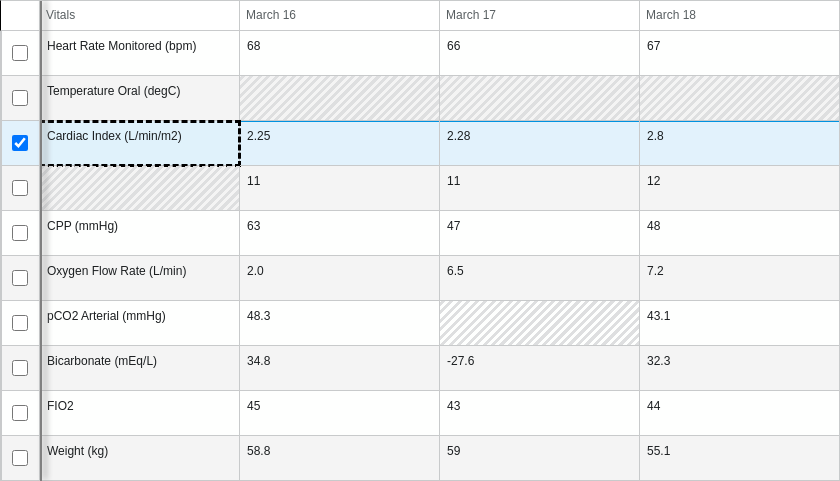 Vitals March 16 March 17 March 18
Heart Rate Monitored (bpm) 68 66 67
Temperature Oral (degC)
Cardiac Index (L/min/m2) 2.25 2.28 2.8
11 11 12
CPP (mmHg) 63 47 48
Oxygen Flow Rate (L/min) 2.0 6.5 7.2
pCO2 Arterial (mmHg) 48.3 43.1
Bicarbonate (mEq/L) 34.8 -27.6 32.3
FIO2 45 43 44
Weight (kg) 58.8 59 55.1